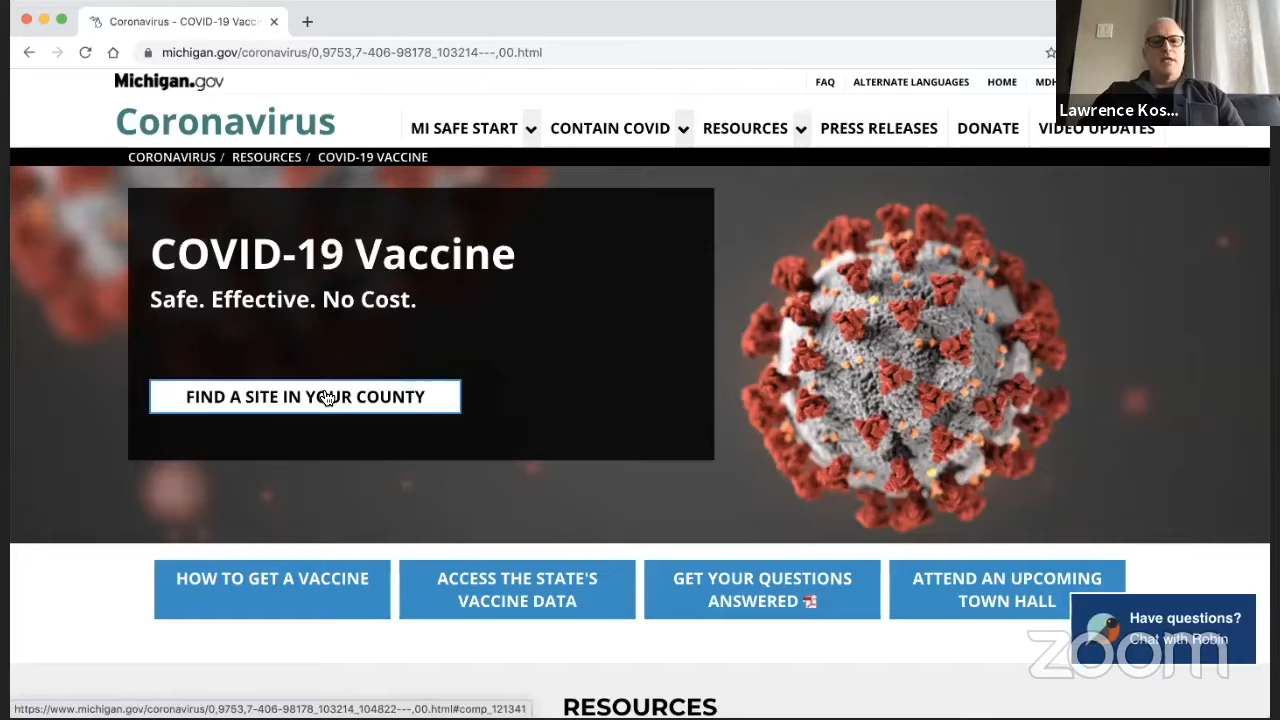 Coronavirus - COVID-19 Vacci
michigan.gov/coronavirus/0,9753,7-406-98178_103214---,00.html
Lawrence Kos...
Michigan.gov
FAQ ALTERNATE LANGUAGES HOME MDH
Coronavirus
MI SAFE START CONTAIN COVID RESOURCES PRESS RELEASES DONATE VIDEO UPDATES
CORONAVIRUS / RESOURCES / COVID-19 VACCINE
COVID-19 Vaccine
Safe. Effective. No Cost.
FIND A SITE IN YOUR COUNTY
HOW TO GET A VACCINE
ACCESS THE STATE'S
VACCINE DATA
GET YOUR QUESTIONS
ANSWERED
ATTEND AN UPCOMING
TOWN HALL
Have questions?
Chat with Robin
zoom
RESOURCES
https://www.michigan.gov/coronavirus/0,9753,7-406-98178_103214_104822---,00.html#comp_121341